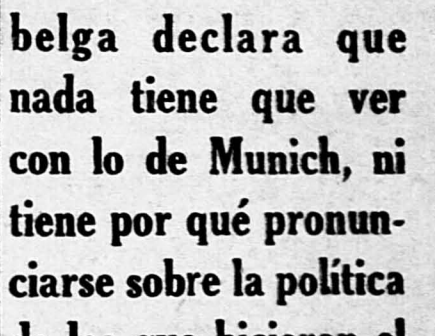 belga declara que
nada tiene que ver
con lo de Munich, ni
tiene por qué pronun-
ciarse sobre la política